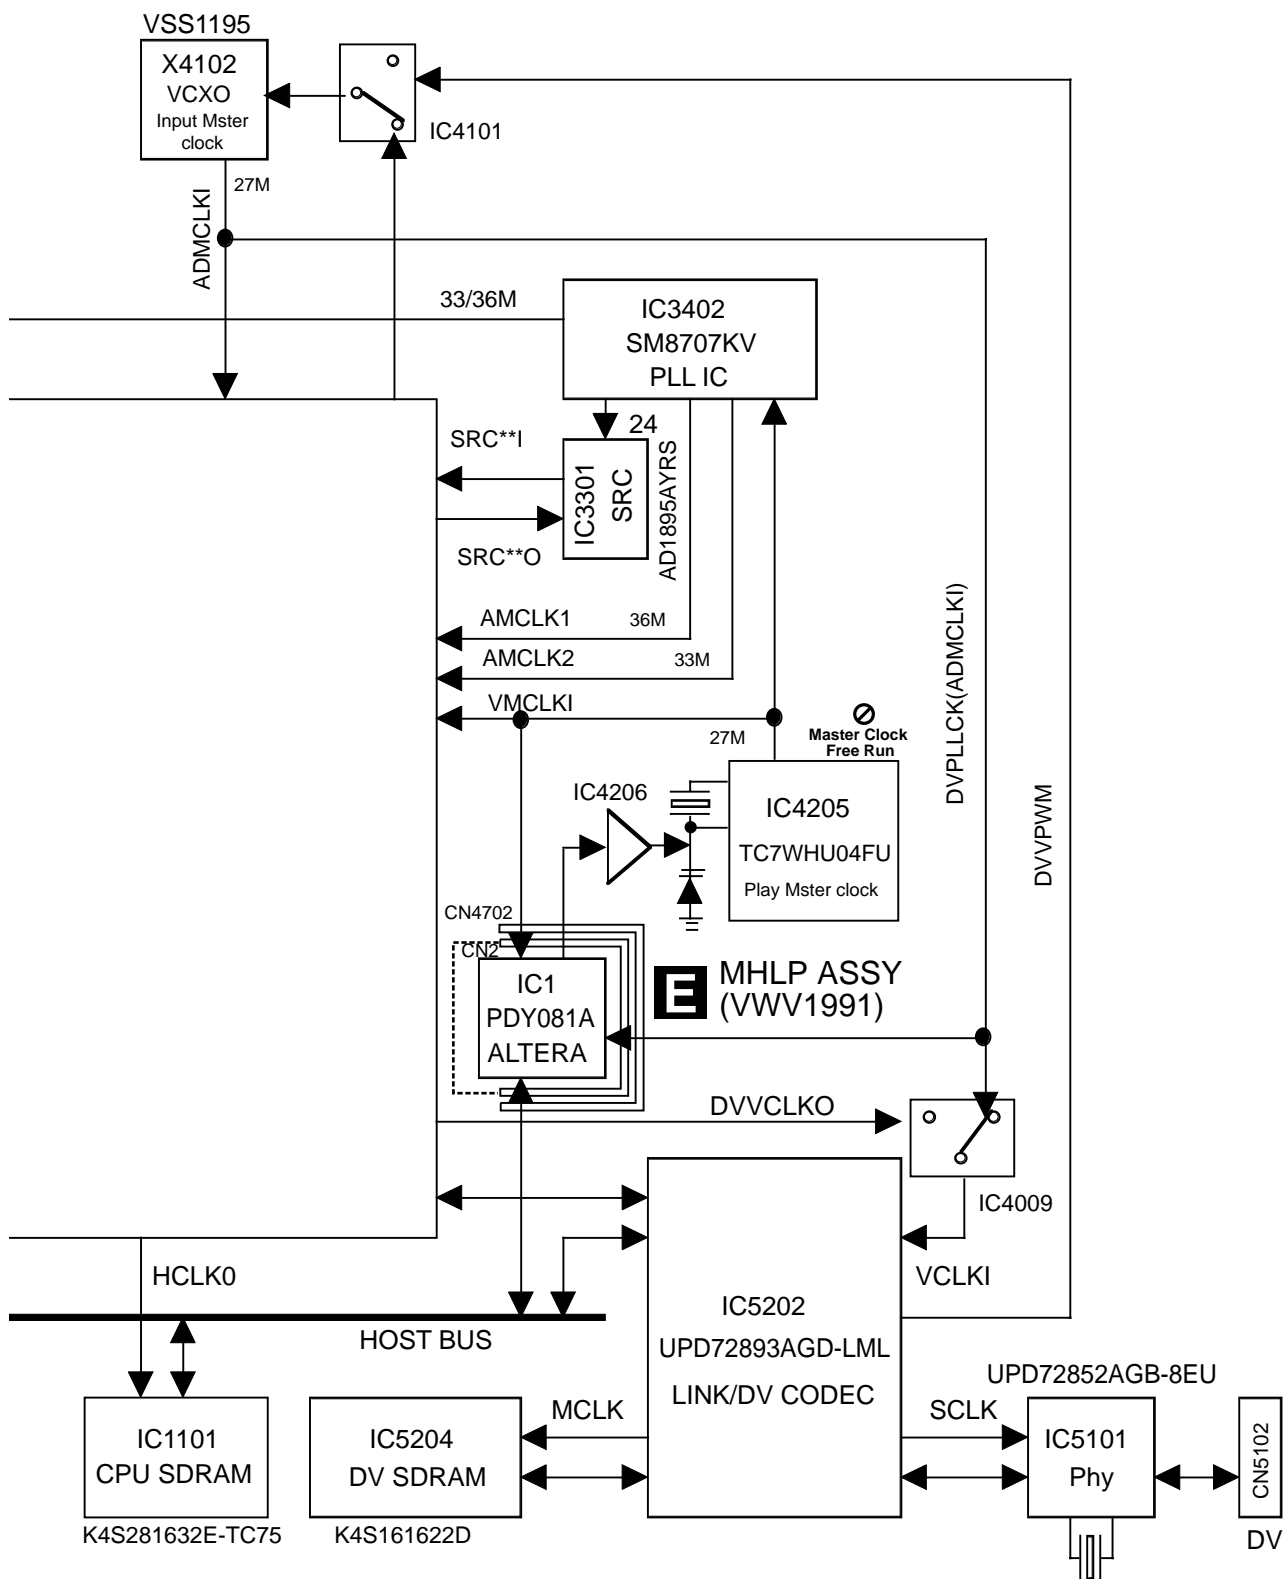 VSS1195
X4102
VCXO
Input Mster
clock
IC4101
27M
ADMCLKI
33/36M
IC3402
SM8707KV
PLL IC
24
SRC**I
IC3301
SRC
AD1895AYRS
SRC**O
AMCLK1
36M
AMCLK2
33M
VMCLKI
27M
Master Clock
Free Run
DVPLLCK(ADMCLKI)
DVVPWM
IC4206
IC4205
TC7WHU04FU
Play Mster clock
CN4702
CN2
IC1
PDY081A
ALTERA
E
MHLP ASSY
(VWV1991)
DVVCLKO
IC4009
VCLKI
HCLK0
HOST BUS
IC5202
UPD72893AGD-LML
LINK/DV CODEC
UPD72852AGB-8EU
MCLK
SCLK
IC1101
CPU SDRAM
IC5204
DV SDRAM
IC5101
Phy
CN5102
K4S281632E-TC75
K4S161622D
DV